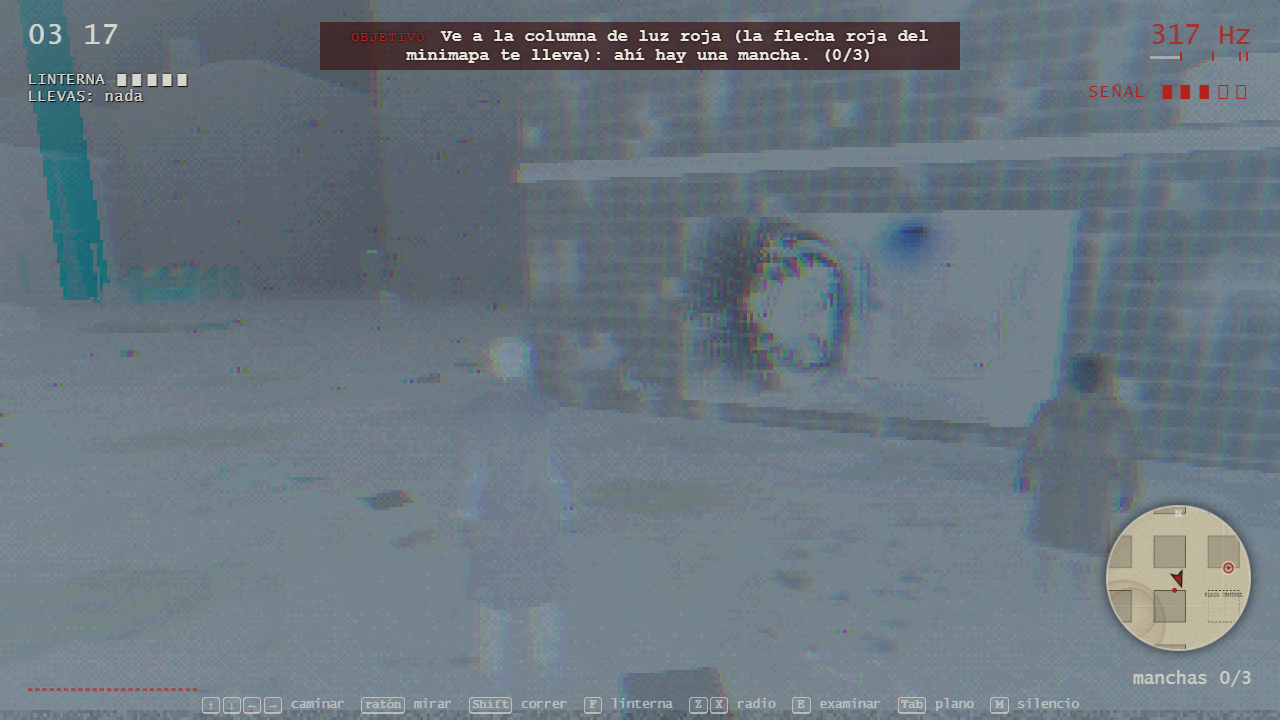 03 17
OBJETIVO Ve a la columna de luz roja (la flecha roja del
minimapa te lleva): ahí hay una mancha. (0/3)
317 Hz
LINTERNA
LLEVAS: nada
SEÑAL
N
PLAZA CENTRAL
manchas 0/3
↑ ↓ ← → caminar ratón mirar Shift correr F linterna Z X radio E examinar Tab plano M silencio